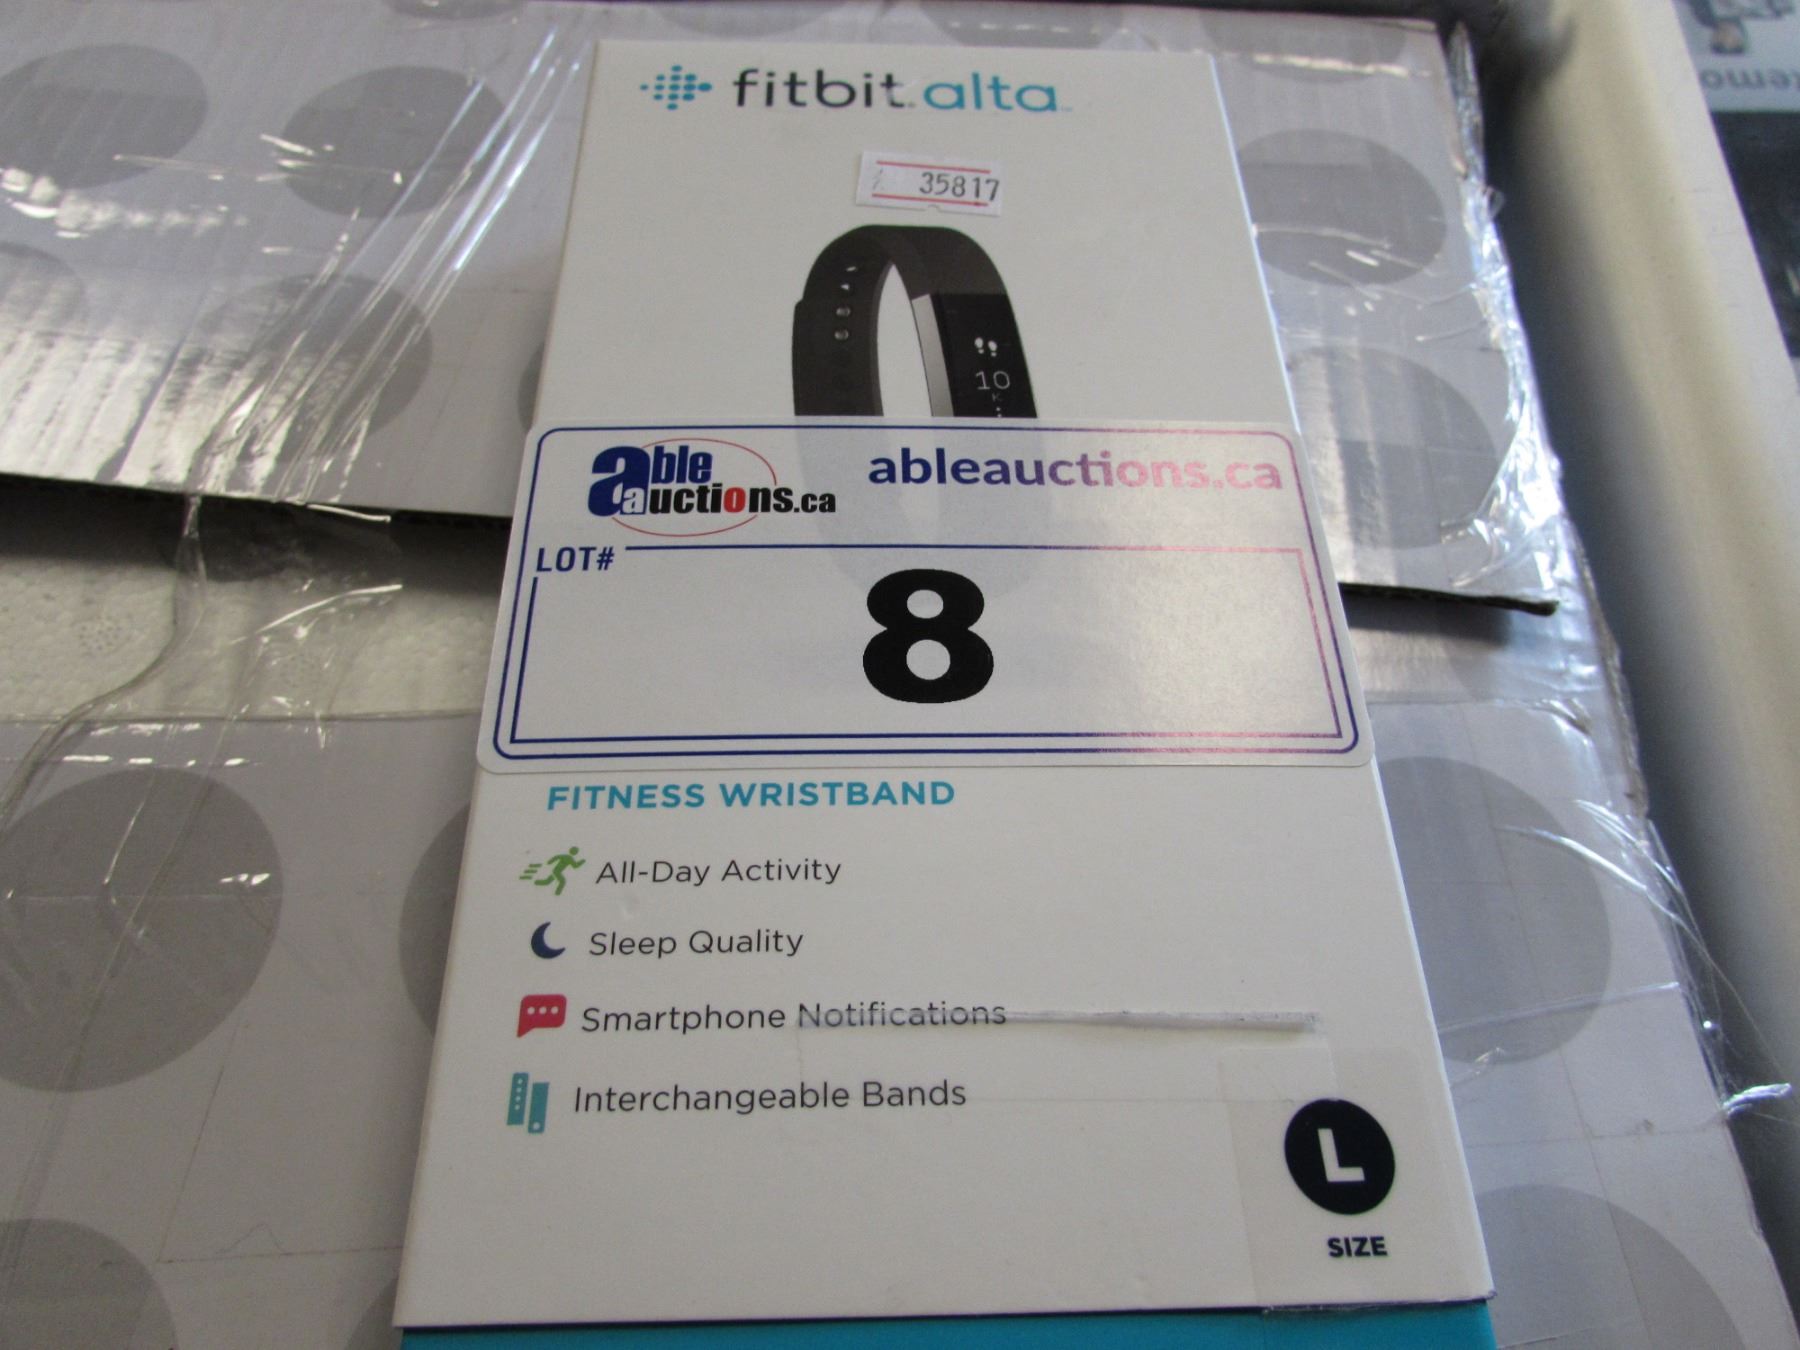 fitbit alta
35817
10
K
able
auctions.ca
ableauctions.ca
LOT#
8
FITNESS WRISTBAND
All-Day Activity
Sleep Quality
Smartphone Notifications
Interchangeable Bands
L
SIZE